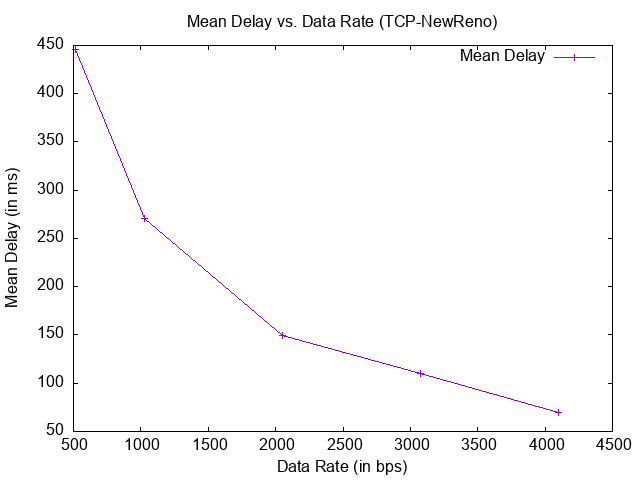 Mean Delay vs. Data Rate (TCP-NewReno)
Mean Delay
450
400
350
300
250
200
150
100
50
Mean Delay (in ms)
500 1000 1500 2000 2500 3000 3500 4000 4500
Data Rate (in bps)